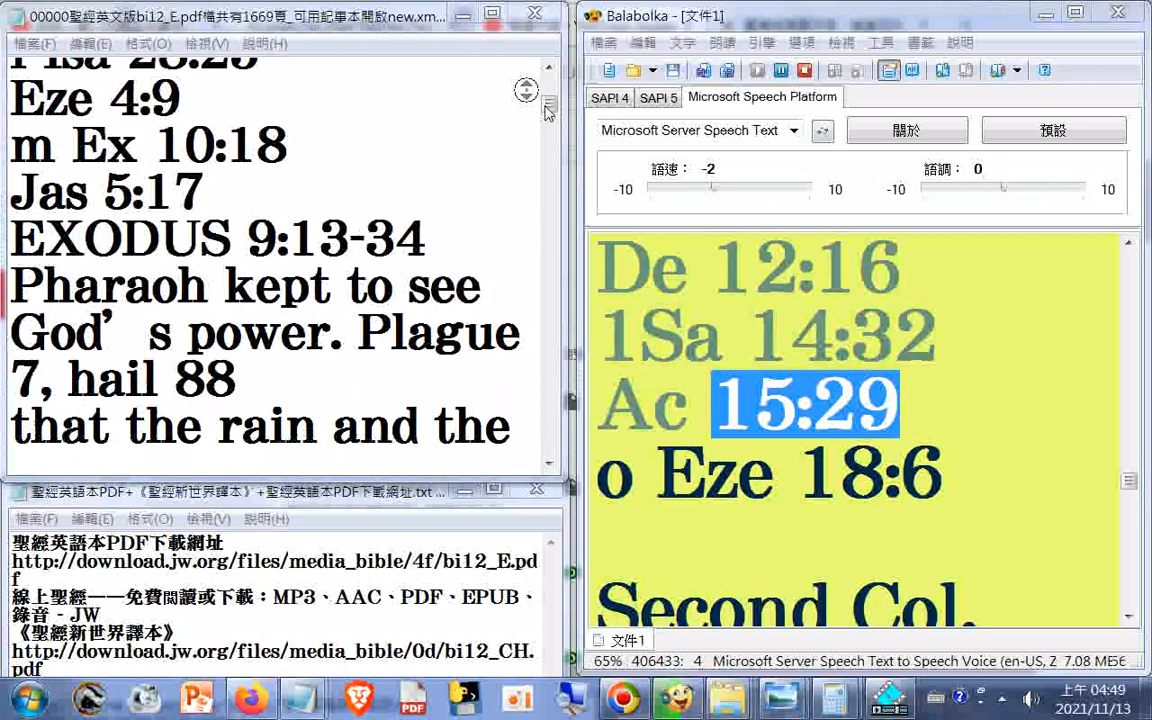 00000聖經英文版bi12_E.pdf檔共有1669頁_可用記事本開啟new.xm...
檔案(F) 編輯(E) 格式(O) 檢視(V) 說明(H)
Eze 4:9
m Ex 10:18
Jas 5:17
EXODUS 9:13-34
Pharaoh kept to see
God’s power. Plague
7, hail 88
that the rain and the
聖經英語本PDF+《聖經新世界譯本》+聖經英語本PDF下載網址.txt ...
檔案(F) 編輯(E) 格式(O) 檢視(V) 說明(H)
聖經英語本PDF下載網址
http://download.jw.org/files/media_bible/4f/bi12_E.pd
f
線上聖經——免費閱讀或下載：MP3、AAC、PDF、EPUB、
錄音 - JW
《聖經新世界譯本》
http://download.jw.org/files/media_bible/0d/bi12_CH.
pdf
Balabolka - [文件1]
檔案 編輯 文字 朗讀 引擎 選項 檢視 工具 書籤 說明
SAPI 4 SAPI 5 Microsoft Speech Platform
Microsoft Server Speech Text 關於 預設
語速： -2 語調： 0
-10 10 -10 10
De 12:16
1Sa 14:32
Ac 15:29
o Eze 18:6
Second Col.
文件1
65% 406433: 4 Microsoft Server Speech Text to Speech Voice (en-US, Z 7.08 МБ
上午 04:49
2021/11/13